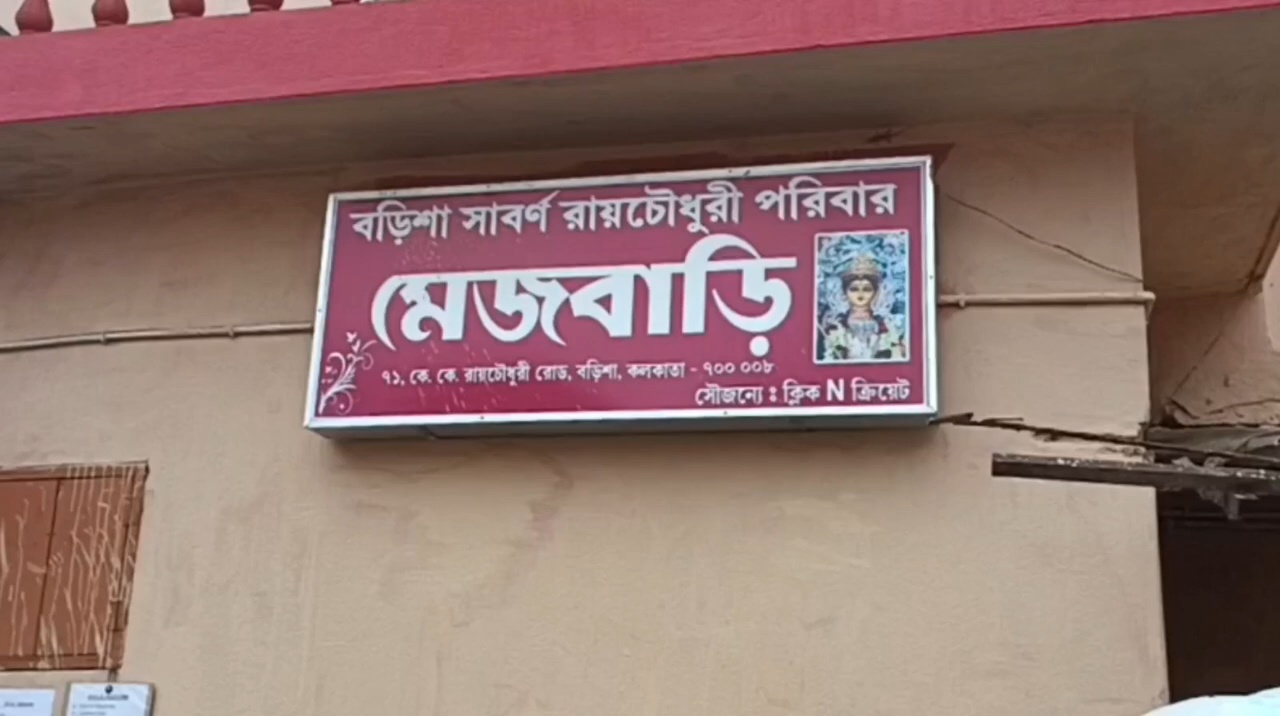 বড়িশা সাবর্ণ রায়চৌধুরী পরিবার
মেজবাড়ি
৭১, কে. কে. রায়চৌধুরী রোড, বড়িশা, কলকাতা - ৭০০ ০০৮
সৌজন্যে : ক্লিক N ক্রিয়েট